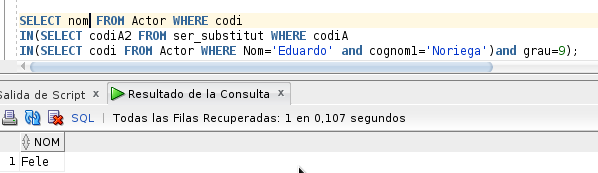 SELECT nom FROM Actor WHERE codi
IN(SELECT codiA2 FROM ser_substitut WHERE codiA
IN(SELECT codi FROM Actor WHERE Nom='Eduardo' and cognom1='Noriega')and grau=9);
Salida de Script x Resultado de la Consulta x
SQL | Todas las Filas Recuperadas: 1 en 0,107 segundos
NOM
1 Fele